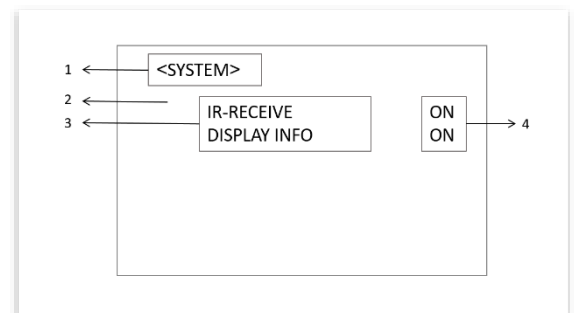 1 <SYSTEM>
2
3 IR-RECEIVE ON
DISPLAY INFO ON 4